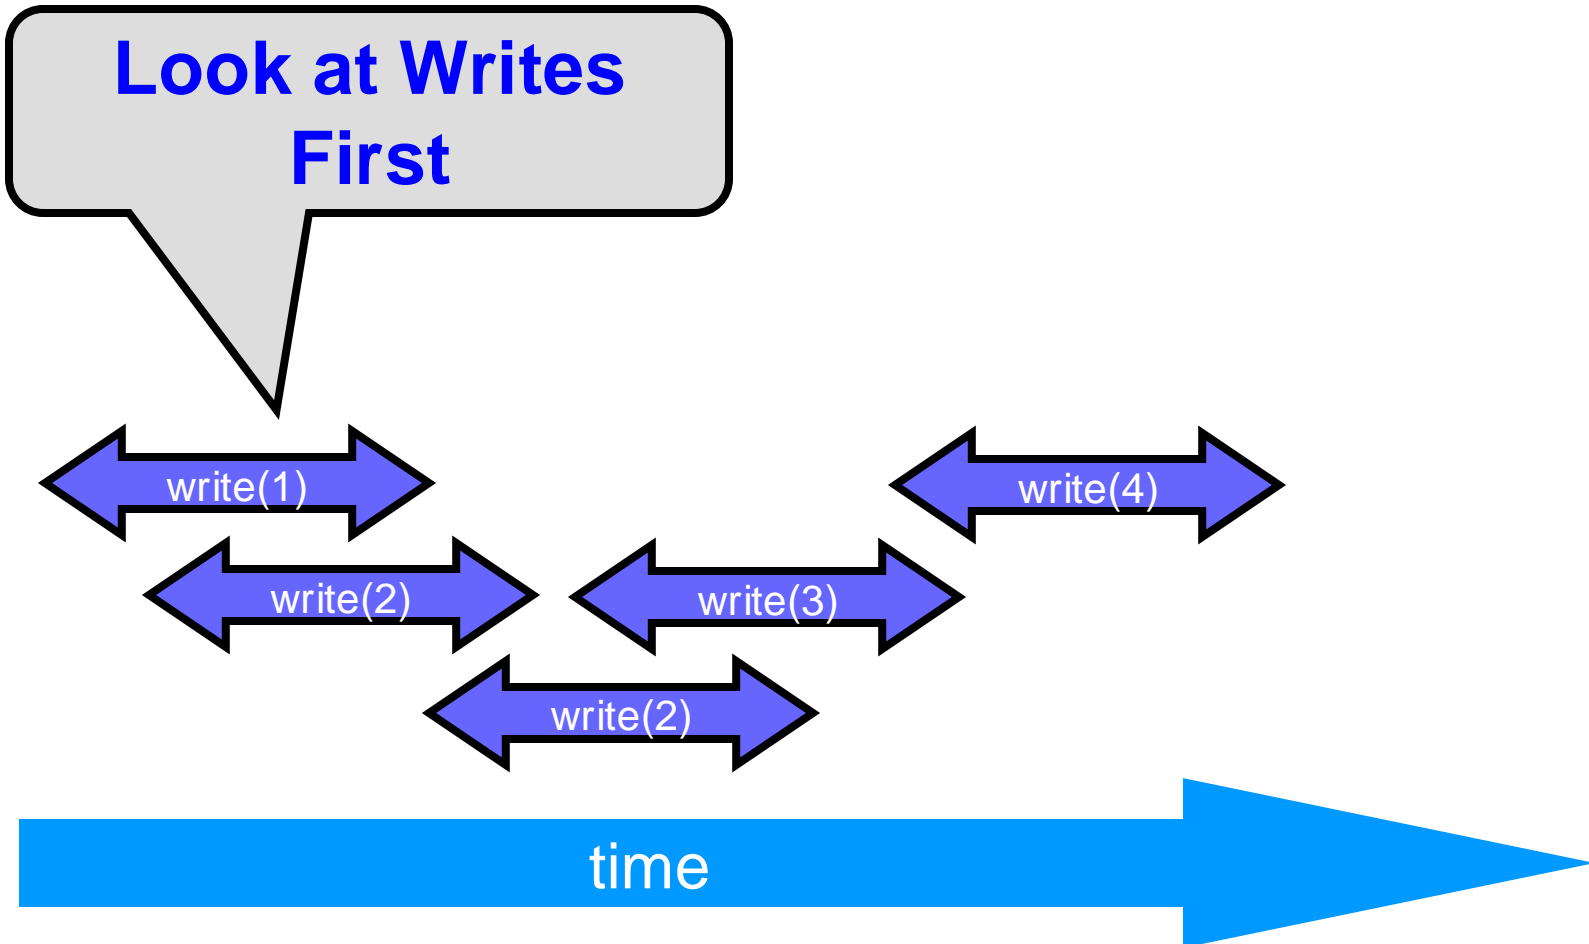 Look at Writes
First
write(1)
write(4)
write(2)
write(3)
write(2)
time